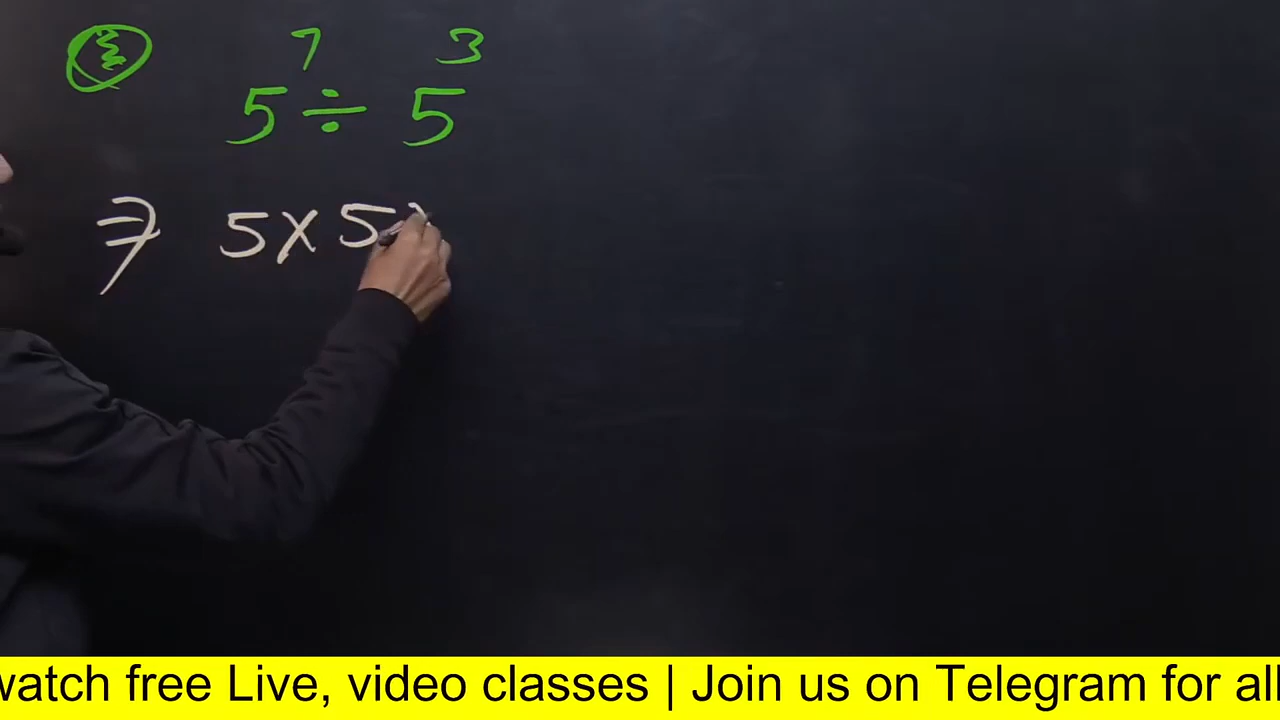 5⁷ ÷ 5³
⇒ 5 × 5 ×
watch free Live, video classes | Join us on Telegram for all